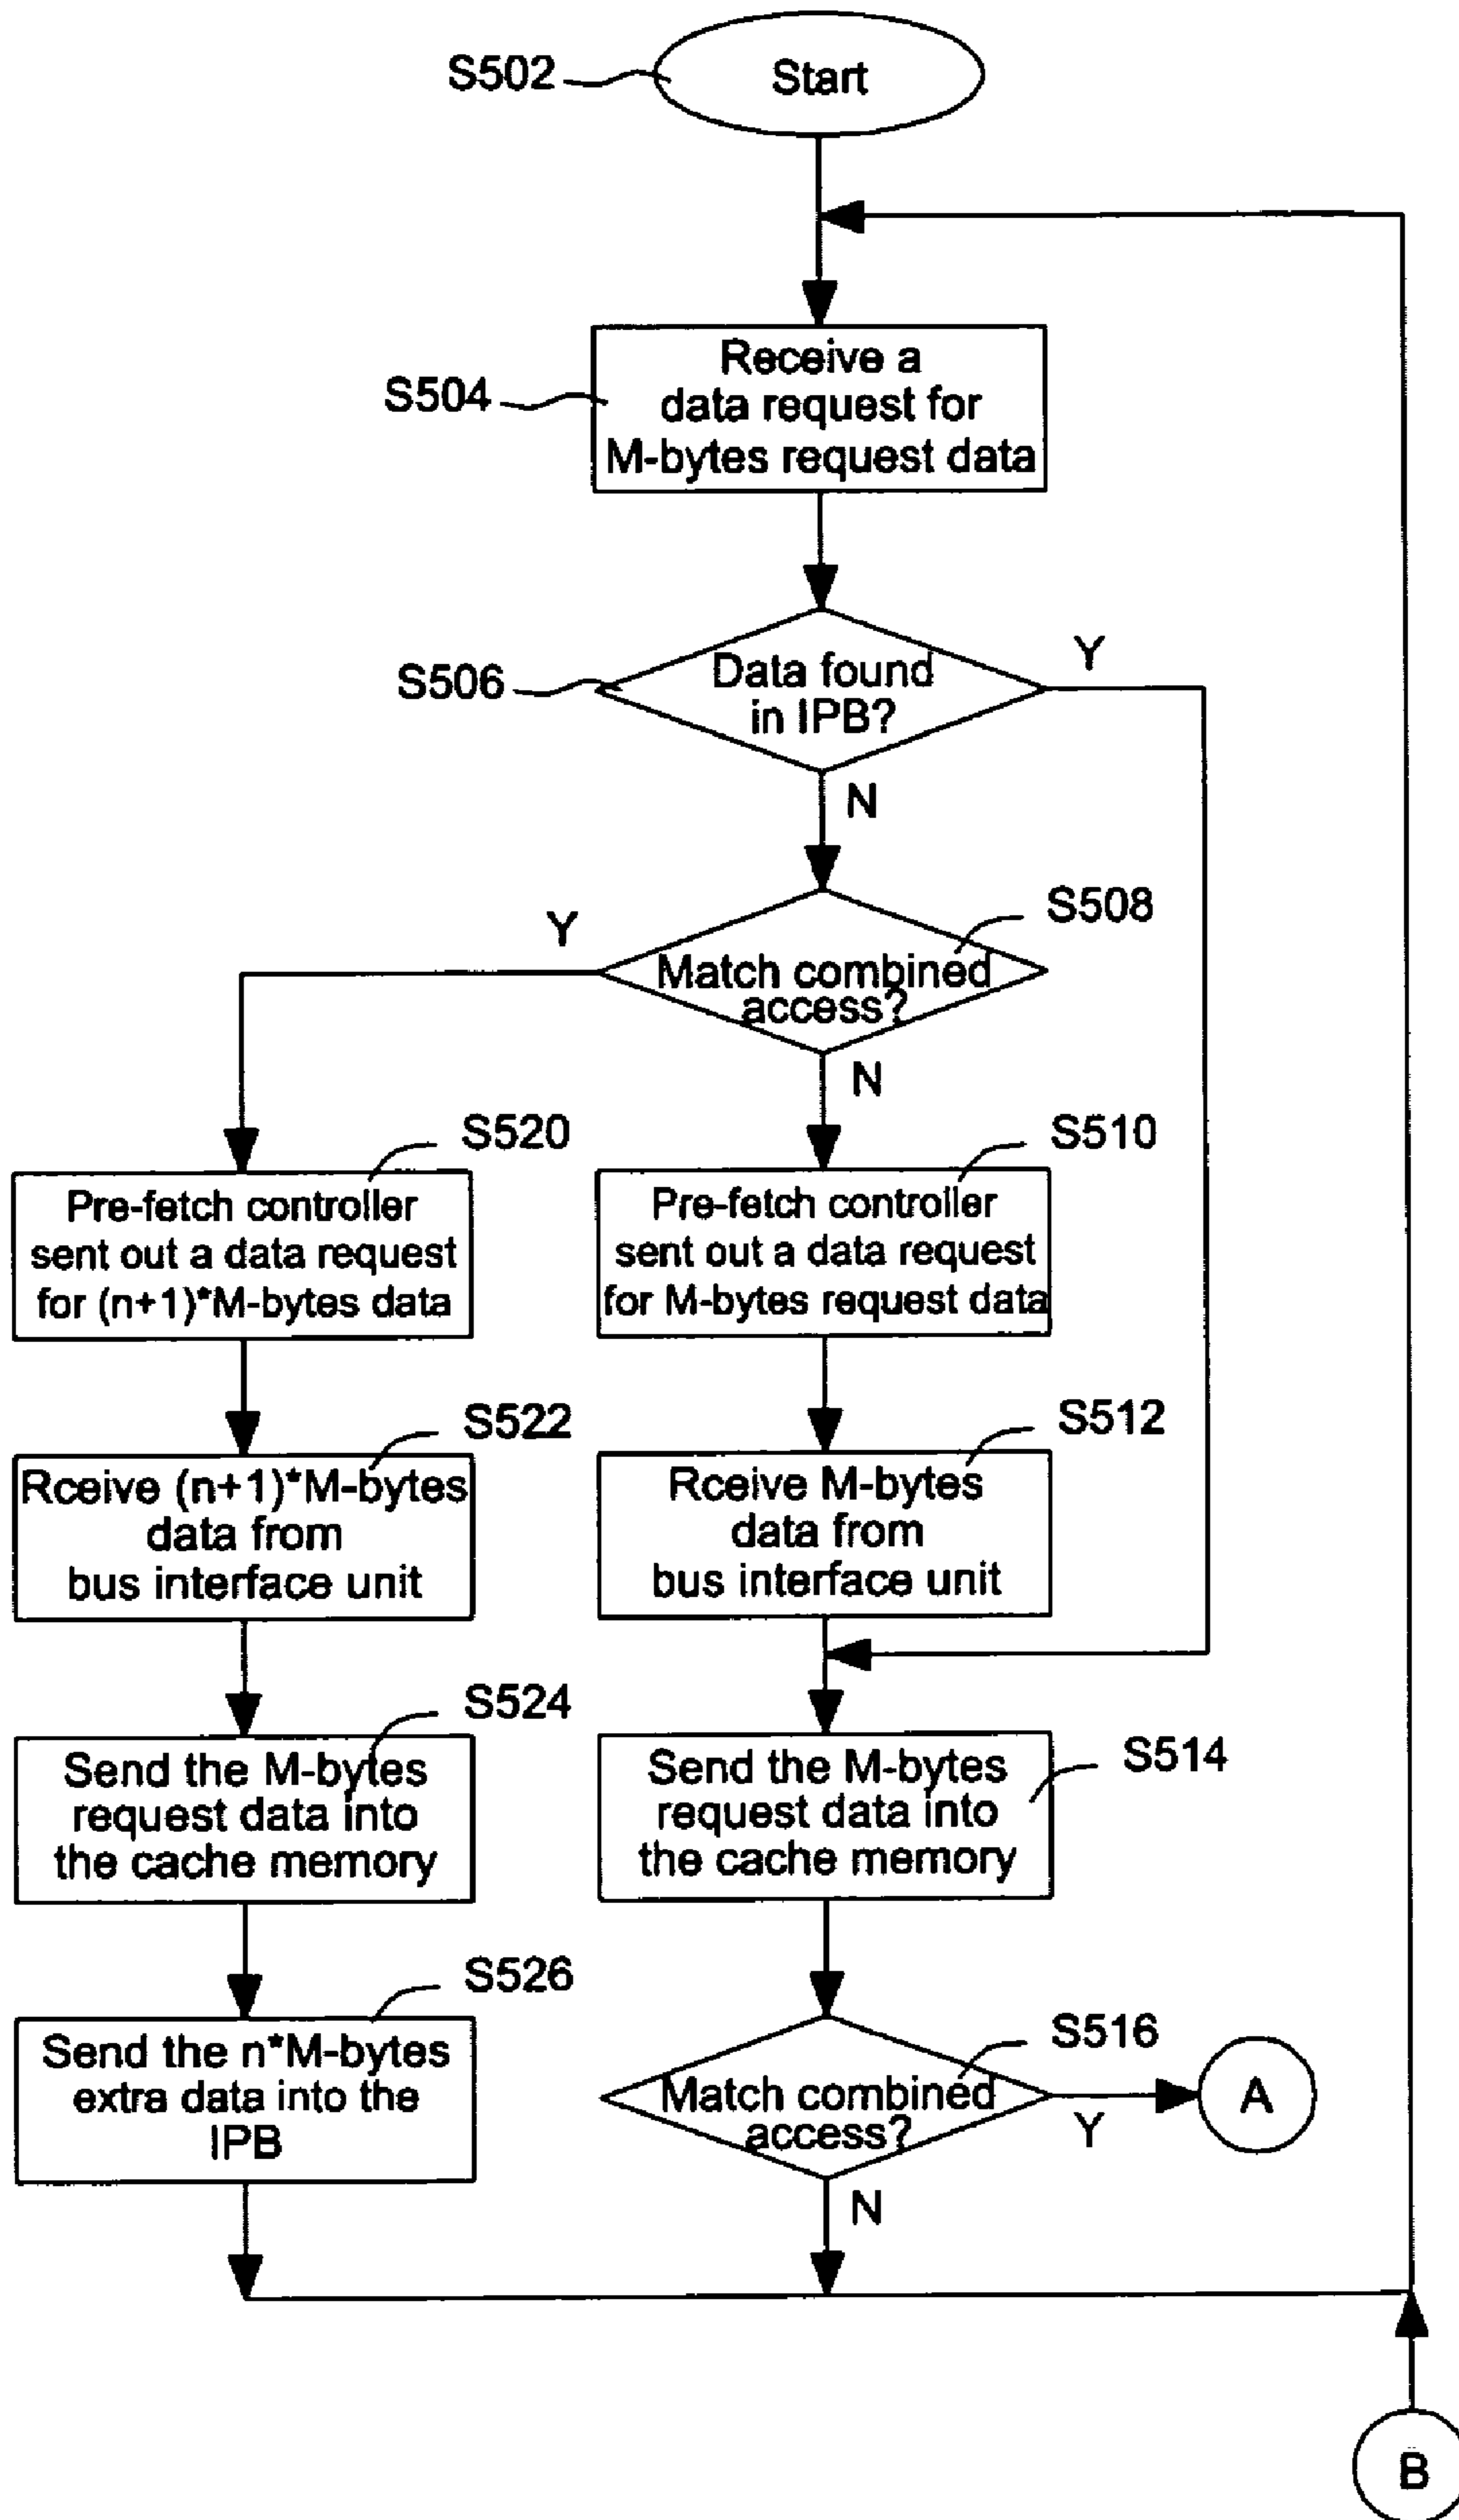 S502
Start
S504
Receive a
data request for
M-bytes request data
S506
Data found
in IPB?
Y
N
S508
Y
Match combined
access?
N
S520
Pre-fetch controller
sent out a data request
for (n+1)*M-bytes data
S510
Pre-fetch controller
sent out a data request
for M-bytes request data
S522
Rceive (n+1)*M-bytes
data from
bus interface unit
S512
Rceive M-bytes
data from
bus interface unit
S524
Send the M-bytes
request data into
the cache memory
S514
Send the M-bytes
request data into
the cache memory
S526
Send the n*M-bytes
extra data into the
IPB
S516
Match combined
access?
Y
A
N
B